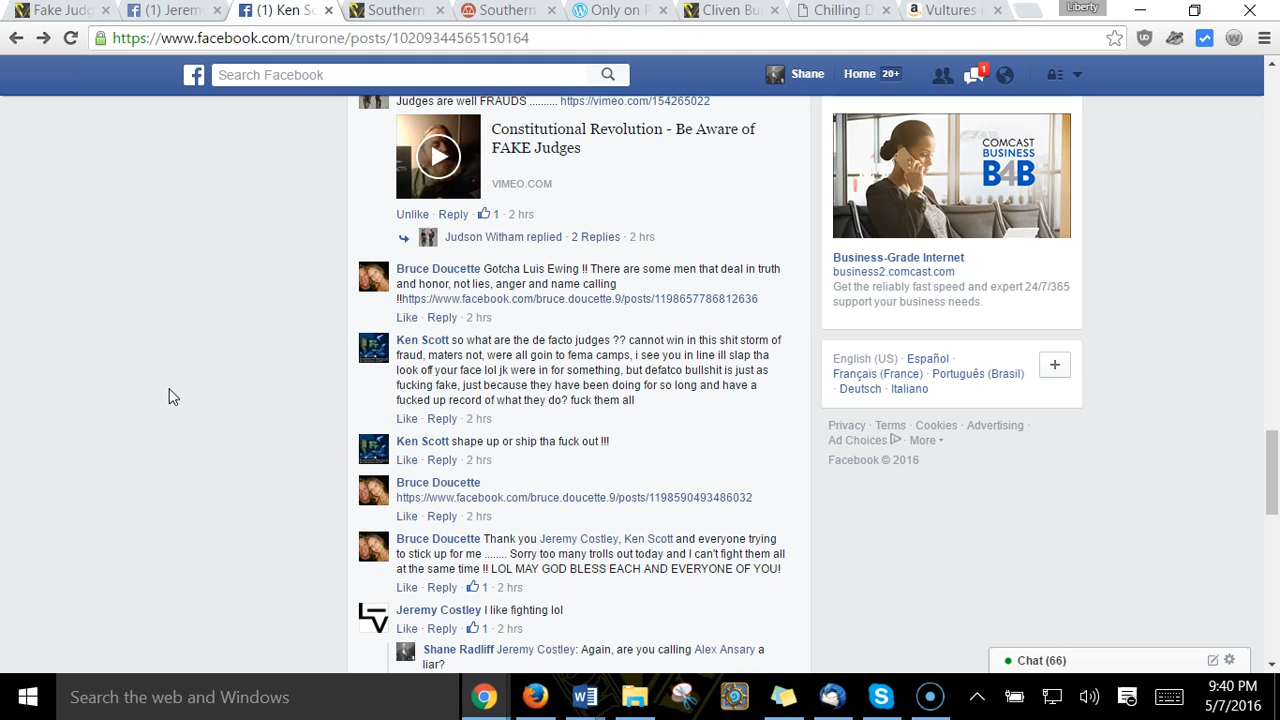 Fake Judg
(1) Jerem
(1) Ken Sc
Southern
Southern
Only on F
Cliven Bu
Chilling D
Vultures i
Liberty
https://www.facebook.com/trurone/posts/10209344565150164
Search Facebook
Shane
Home 20+
1
Judges are well FRAUDS .......... https://vimeo.com/154265022
Constitutional Revolution - Be Aware of
FAKE Judges
VIMEO.COM
Unlike · Reply · 1 · 2 hrs
Judson Witham replied · 2 Replies · 2 hrs
Bruce Doucette Gotcha Luis Ewing !! There are some men that deal in truth
and honor, not lies, anger and name calling
!!https://www.facebook.com/bruce.doucette.9/posts/1198657786812636
Like · Reply · 2 hrs
Ken Scott so what are the de facto judges ?? cannot win in this shit storm of
fraud, maters not, were all goin to fema camps, i see you in line ill slap tha
look off your face lol jk were in for something, but defatco bullshit is just as
fucking fake, just because they have been doing for so long and have a
fucked up record of what they do? fuck them all
Like · Reply · 2 hrs
Ken Scott shape up or ship tha fuck out !!!
Like · Reply · 2 hrs
Bruce Doucette
https://www.facebook.com/bruce.doucette.9/posts/1198590493486032
Like · Reply · 2 hrs
Bruce Doucette Thank you Jeremy Costley, Ken Scott and everyone trying
to stick up for me ........ Sorry too many trolls out today and I can't fight them all
at the same time !! LOL MAY GOD BLESS EACH AND EVERYONE OF YOU!
Like · Reply · 1 · 2 hrs
Jeremy Costley I like fighting lol
Like · Reply · 1 · 2 hrs
Shane Radliff Jeremy Costley: Again, are you calling Alex Ansary a
liar?
COMCAST
BUSINESS
B4B
Business-Grade Internet
business2.comcast.com
Get the reliably fast speed and expert 24/7/365
support your business needs.
English (US) · Español ·
Français (France) · Português (Brasil)
· Deutsch · Italiano
Privacy · Terms · Cookies · Advertising ·
Ad Choices · More
Facebook © 2016
Chat (66)
Search the web and Windows
9:40 PM
5/7/2016